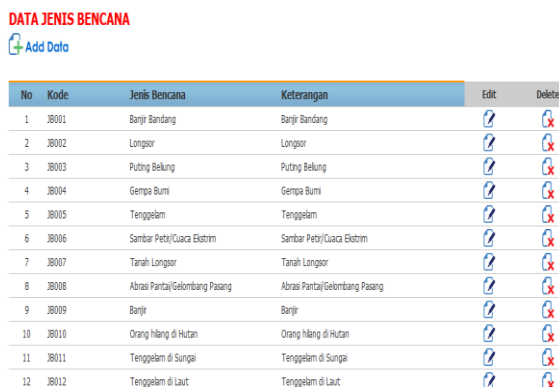 DATA JENIS BENCANA
Add Data
No Kode Jenis Bencana Keterangan Edit Delete
1 JB001 Banjir Bandang Banjir Bandang
2 JB002 Longsor Longsor
3 JB003 Puting Beliung Puting Beliung
4 JB004 Gempa Bumi Gempa Bumi
5 JB005 Tenggelam Tenggelam
6 JB006 Sambar Petir/Cuaca Ekstrim Sambar Petir/Cuaca Ekstrim
7 JB007 Tanah Longsor Tanah Longsor
8 JB008 Abrasi Pantai/Gelombang Pasang Abrasi Pantai/Gelombang Pasang
9 JB009 Banjir Banjir
10 JB010 Orang hilang di Hutan Orang hilang di Hutan
11 JB011 Tenggelam di Sungai Tenggelam di Sungai
12 JB012 Tenggelam di Laut Tenggelam di Laut